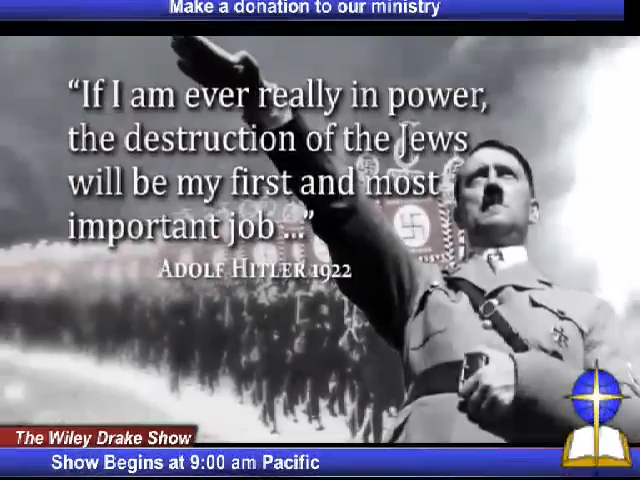 Make a donation to our ministry
“If I am ever really in power,
the destruction of the Jews
will be my first and most
important job ...”
ADOLF HITLER 1922
The Wiley Drake Show
Show Begins at 9:00 am Pacific